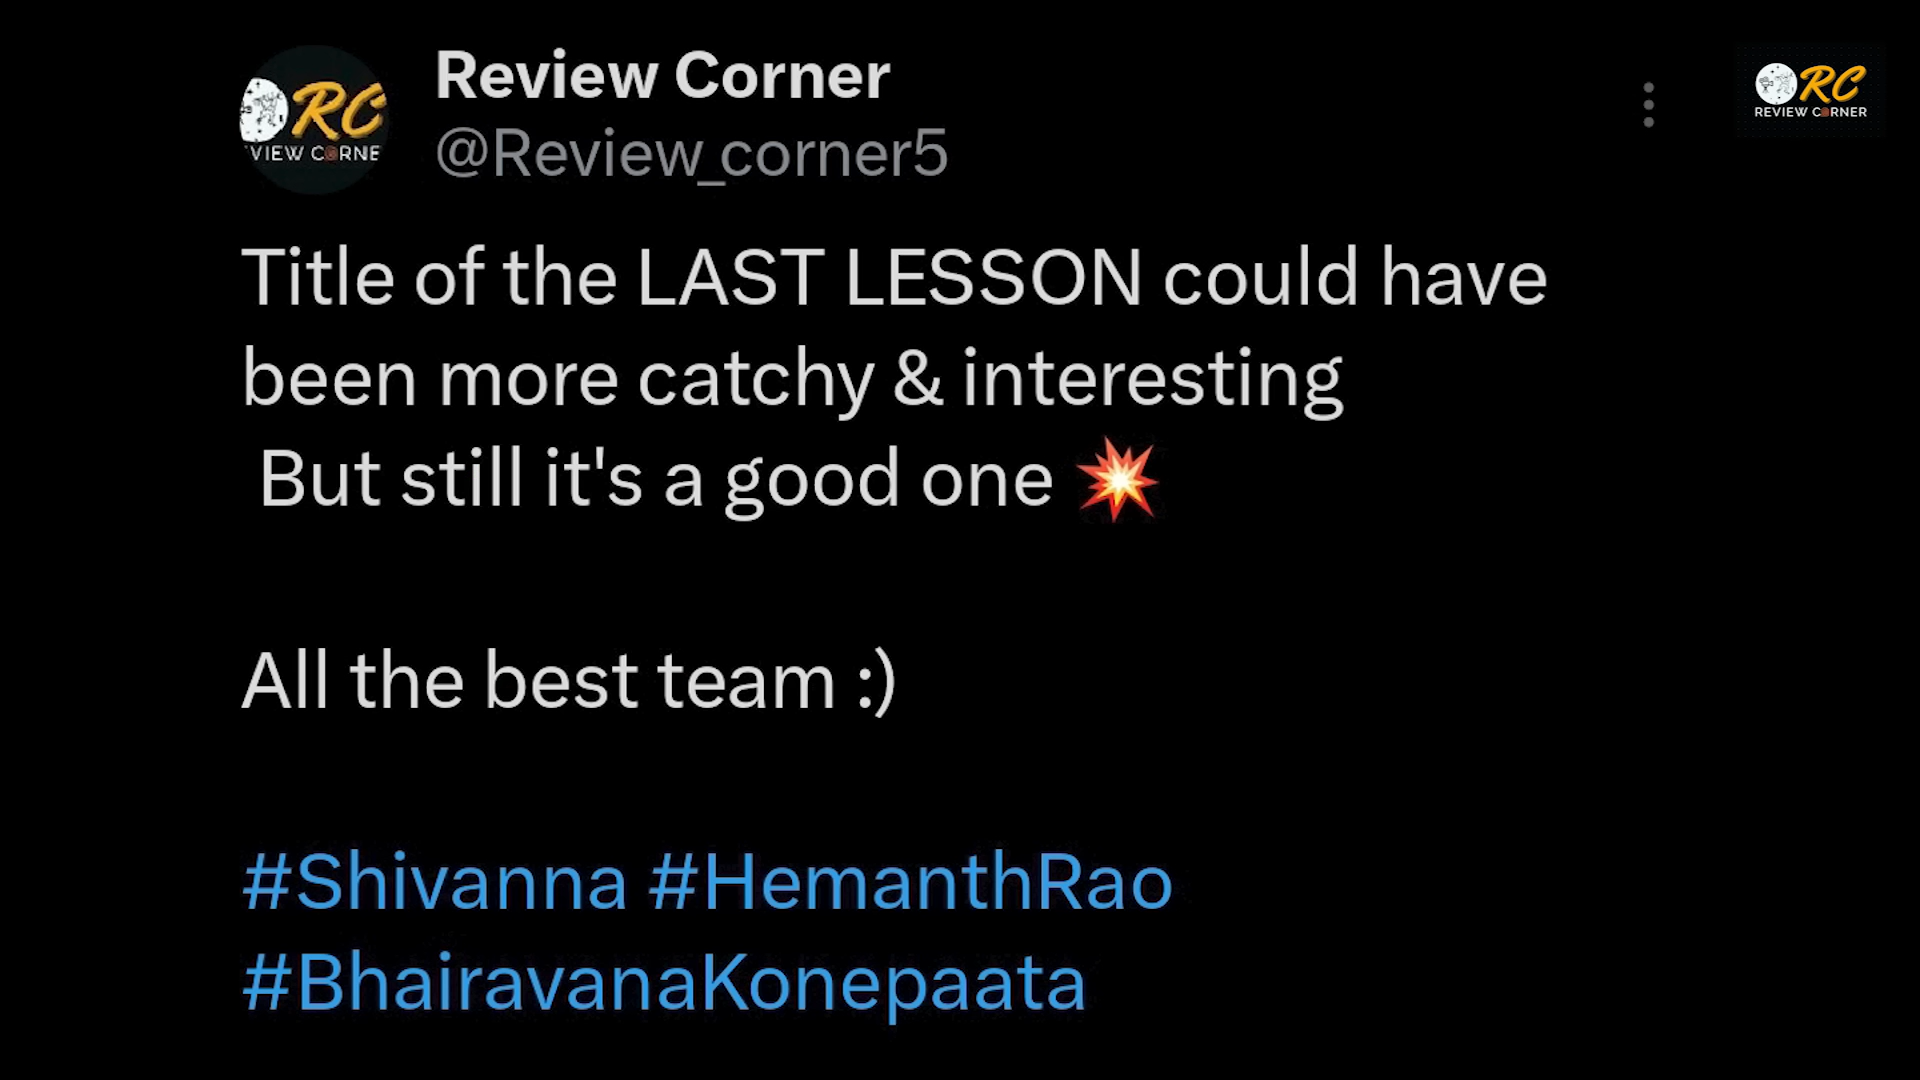 Review Corner
@Review_corner5
RC
VIEW CORNE
RC
REVIEW CORNER
Title of the LAST LESSON could have
been more catchy & interesting
But still it's a good one 💥
All the best team :)
#Shivanna #HemanthRao
#BhairavanaKonepaata